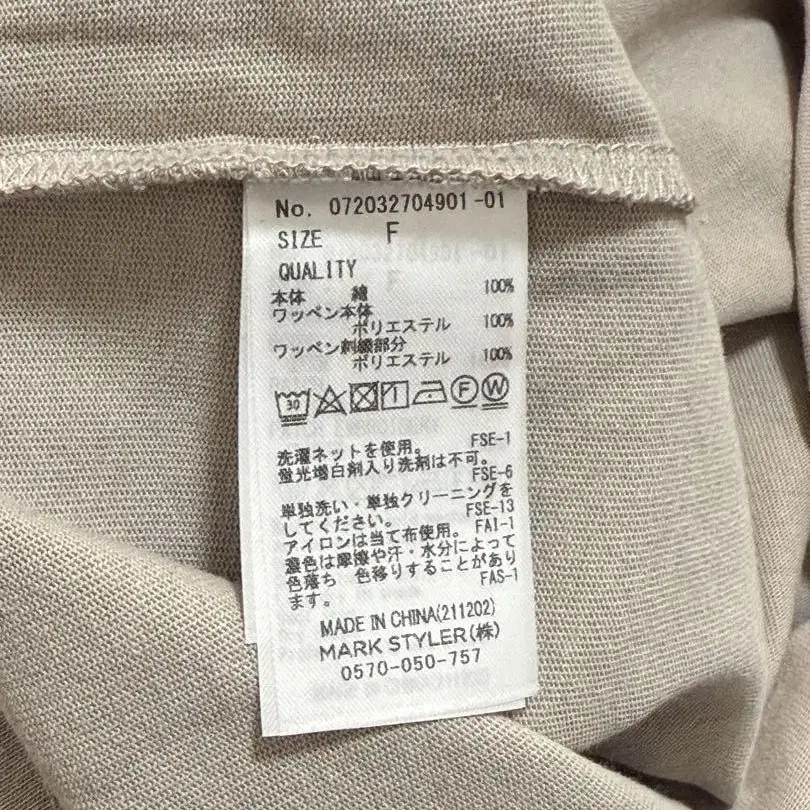 No. 072032704901-01
SIZE F
QUALITY
本体 綿 100%
ワッペン本体
ポリエステル 100%
ワッペン刺繍部分
ポリエステル 100%
30 F W
洗濯ネットを使用。 FSE-1
蛍光増白剤入り洗剤は不可。
FSE-6
単独洗い・単独クリーニングを
してください。 FSE-13
アイロンは当て布使用。 FAI-1
濃色は摩擦や汗・水分によって
色落ち 色移りすることがあり
ます。 FAS-1
MADE IN CHINA(211202)
MARK STYLER(株)
0570-050-757